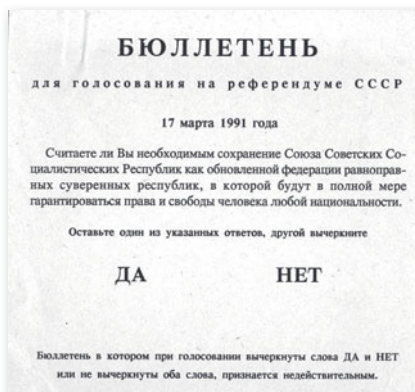 БЮЛЛЕТЕНЬ
для голосования на референдуме СССР
17 марта 1991 года
Считаете ли Вы необходимым сохранение Союза Советских Со-
циалистических Республик как обновленной федерации равноправ-
ных суверенных республик, в которой будут в полной мере
гарантироваться права и свободы человека любой национальности.
Оставьте один из указанных ответов, другой вычеркните
ДА НЕТ
Бюллетень в котором при голосовании вычеркнуты слова ДА и НЕТ
или не вычеркнуты оба слова, признается недействительным.